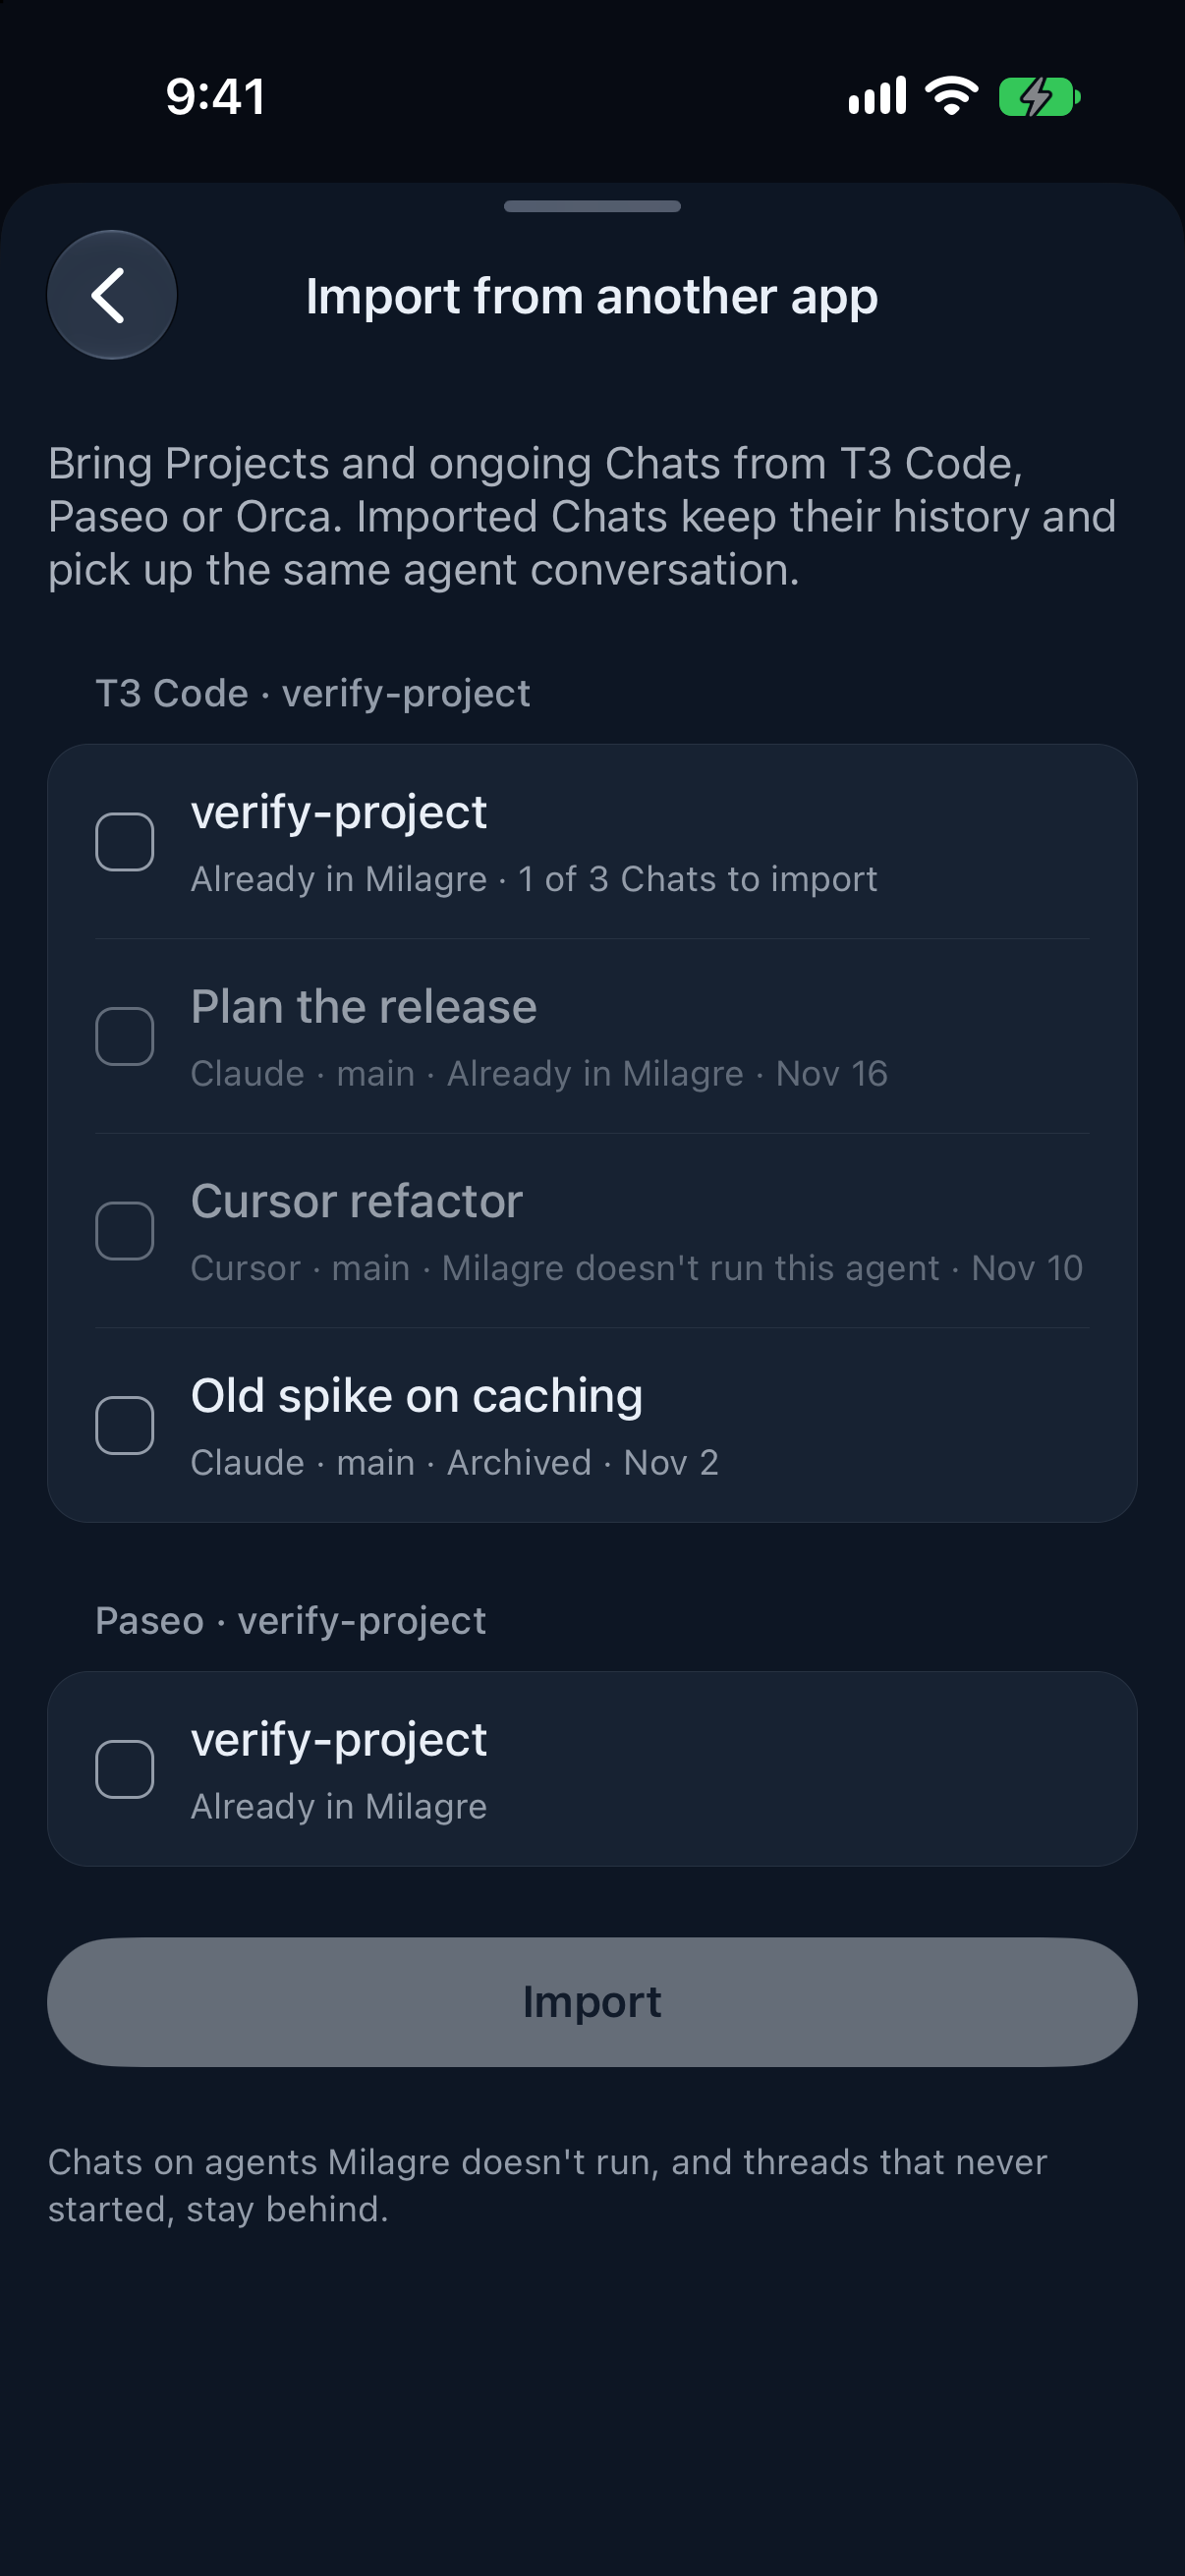 9:41
Import from another app
Bring Projects and ongoing Chats from T3 Code,
Paseo or Orca. Imported Chats keep their history and
pick up the same agent conversation.
T3 Code · verify-project
verify-project
Already in Milagre · 1 of 3 Chats to import
Plan the release
Claude · main · Already in Milagre · Nov 16
Cursor refactor
Cursor · main · Milagre doesn't run this agent · Nov 10
Old spike on caching
Claude · main · Archived · Nov 2
Paseo · verify-project
verify-project
Already in Milagre
Import
Chats on agents Milagre doesn't run, and threads that never
started, stay behind.